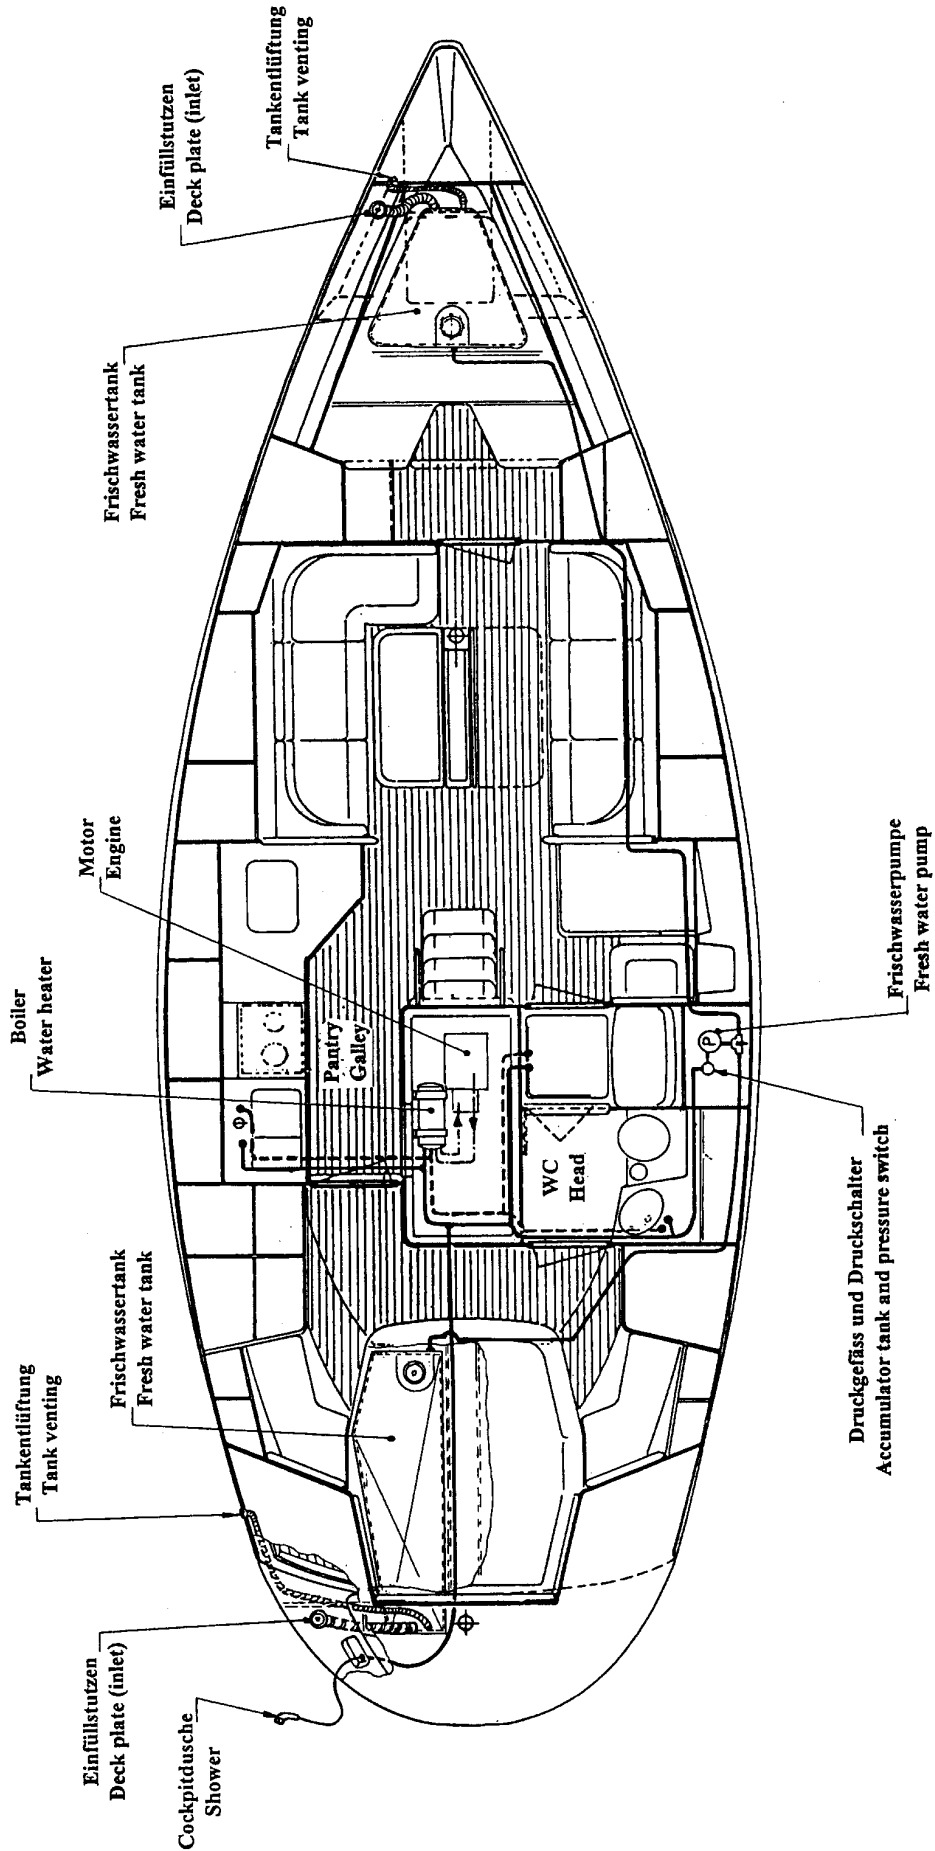 Tankentlüftung
Tank venting
Einfüllstutzen
Deck plate (inlet)
Frischwassertank
Fresh water tank
Motor
Engine
Boiler
Water heater
Pantry
Galley
WC
Head
P
Frischwasserpumpe
Fresh water pump
Druckgefäss und Druckschalter
Accumulator tank and pressure switch
Frischwassertank
Fresh water tank
Tankentlüftung
Tank venting
Einfüllstutzen
Deck plate (inlet)
Cockpitdusche
Shower